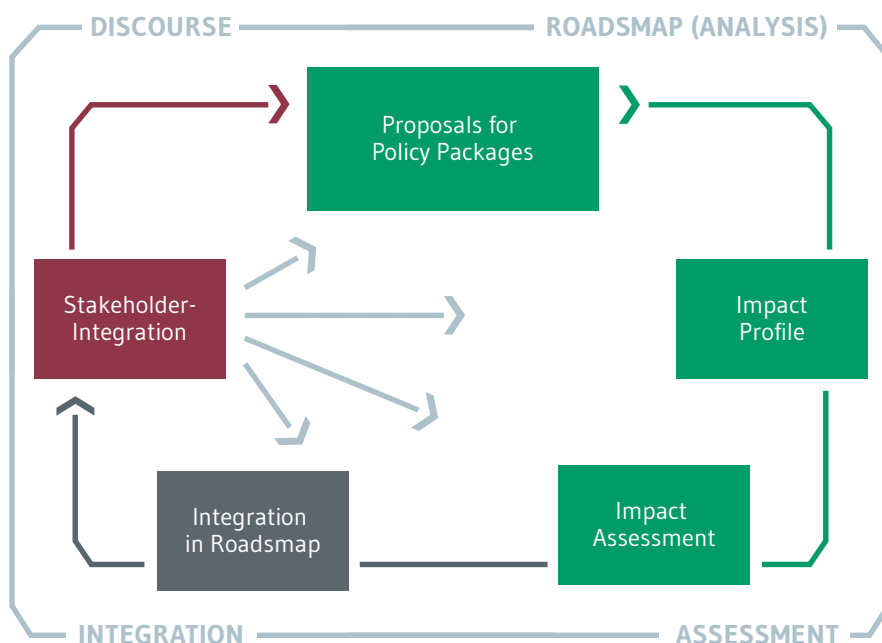 DISCOURSE
ROADSMAP (ANALYSIS)
Proposals for
Policy Packages
Stakeholder-
Integration
Impact
Profile
Integration
in Roadsmap
Impact
Assessment
INTEGRATION
ASSESSMENT